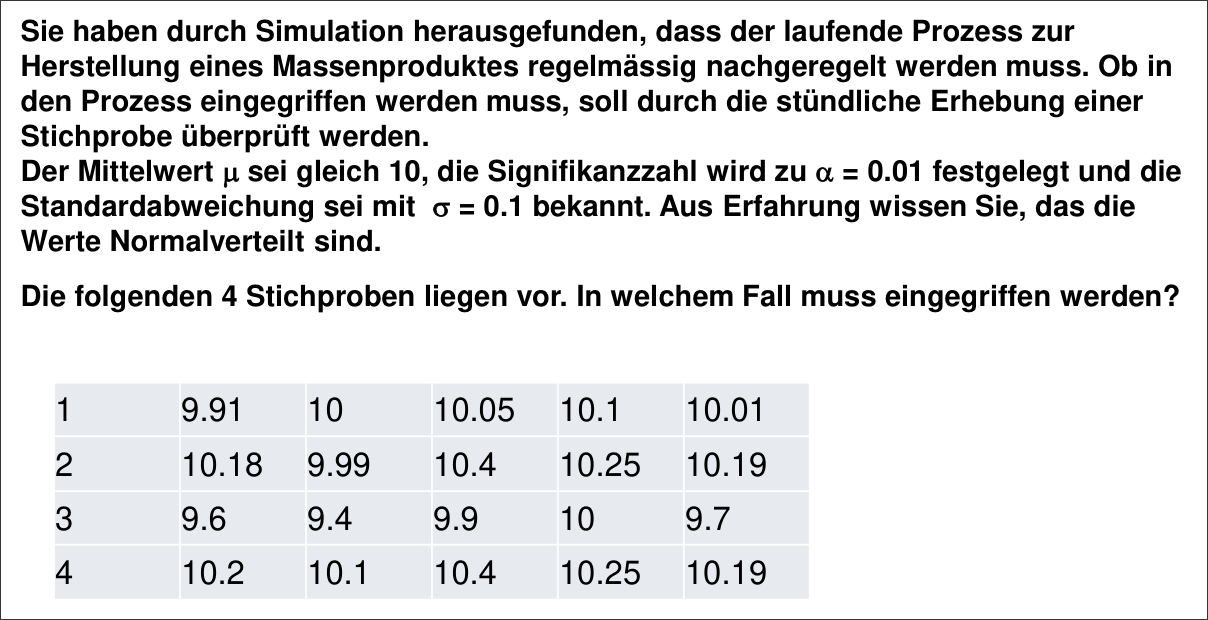 Sie haben durch Simulation herausgefunden, dass der laufende Prozess zur
Herstellung eines Massenproduktes regelmässig nachgeregelt werden muss. Ob in
den Prozess eingegriffen werden muss, soll durch die stündliche Erhebung einer
Stichprobe überprüft werden.
Der Mittelwert μ sei gleich 10, die Signifikanzzahl wird zu α = 0.01 festgelegt und die
Standardabweichung sei mit σ = 0.1 bekannt. Aus Erfahrung wissen Sie, das die
Werte Normalverteilt sind.
Die folgenden 4 Stichproben liegen vor. In welchem Fall muss eingegriffen werden?
1 9.91 10 10.05 10.1 10.01
2 10.18 9.99 10.4 10.25 10.19
3 9.6 9.4 9.9 10 9.7
4 10.2 10.1 10.4 10.25 10.19